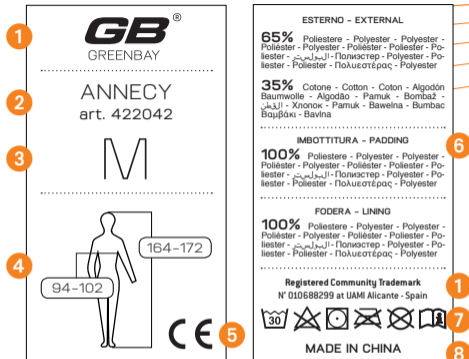 1
GB®
GREENBAY
2
ANNECY
art. 422042
3
M
4
164-172
94-102
CE
5
ESTERNO - EXTERNAL
65% Poliestere - Polyester - Polyester -
Poliéster - Polyester - Poliéster - Poliester - Po-
liester - البوليستر - Полиэстер - Polyester - Po-
liester - Полиестер - Πολυεστέρας - Polyester
35% Cotone - Cotton - Coton - Algodón
Baumwolle - Algodão - Pamuk - Bombaž -
القطن - Хлопок - Pamuk - Bawełna - Bumbac
Βαμβάκι - Bavlna
6
IMBOTTITURA - PADDING
100% Poliestere - Polyester - Polyester -
Poliéster - Polyester - Poliéster - Poliester - Po-
liester - البوليستر - Полиэстер - Polyester - Po-
liester - Πολυεστέρας - Polyester
FODERA - LINING
100% Poliestere - Polyester - Polyester -
Poliéster - Polyester - Poliéster - Poliester - Po-
liester - البوليستر - Полиэстер - Polyester - Po-
liester - Πολυεστέρας - Polyester
Registered Community Trademark
N° 010688299 at UAMI Alicante - Spain
1
30
7
MADE IN CHINA
8